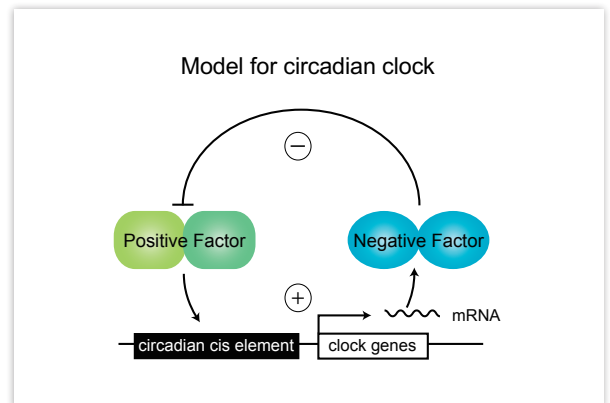 Model for circadian clock
−
Positive Factor
Negative Factor
+
mRNA
circadian cis element
clock genes